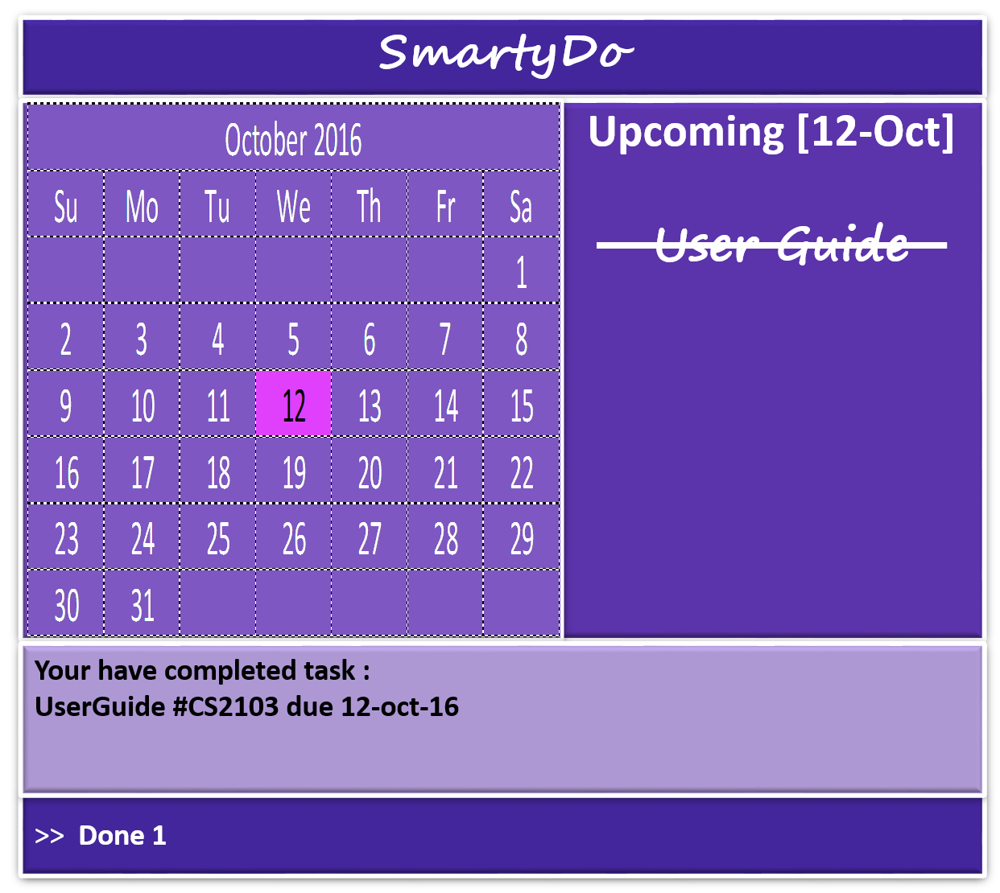 SmartyDo
October 2016
Su Mo Tu We Th Fr Sa
1
2 3 4 5 6 7 8
9 10 11 12 13 14 15
16 17 18 19 20 21 22
23 24 25 26 27 28 29
30 31
Upcoming [12-Oct]
User Guide
Your have completed task :
UserGuide #CS2103 due 12-oct-16
>> Done 1